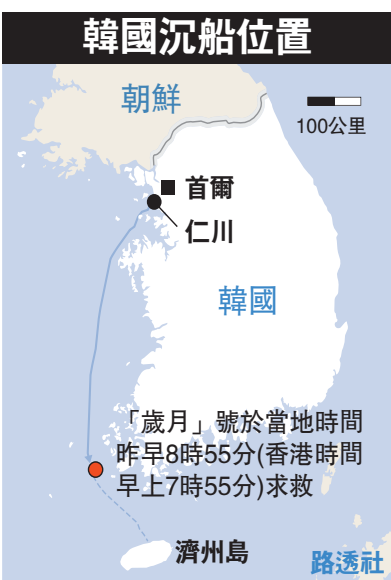 韓國沉船位置
朝鮮
100公里
首爾
仁川
韓國
「歲月」號於當地時間
昨早8時55分(香港時間
早上7時55分)求救
濟州島
路透社